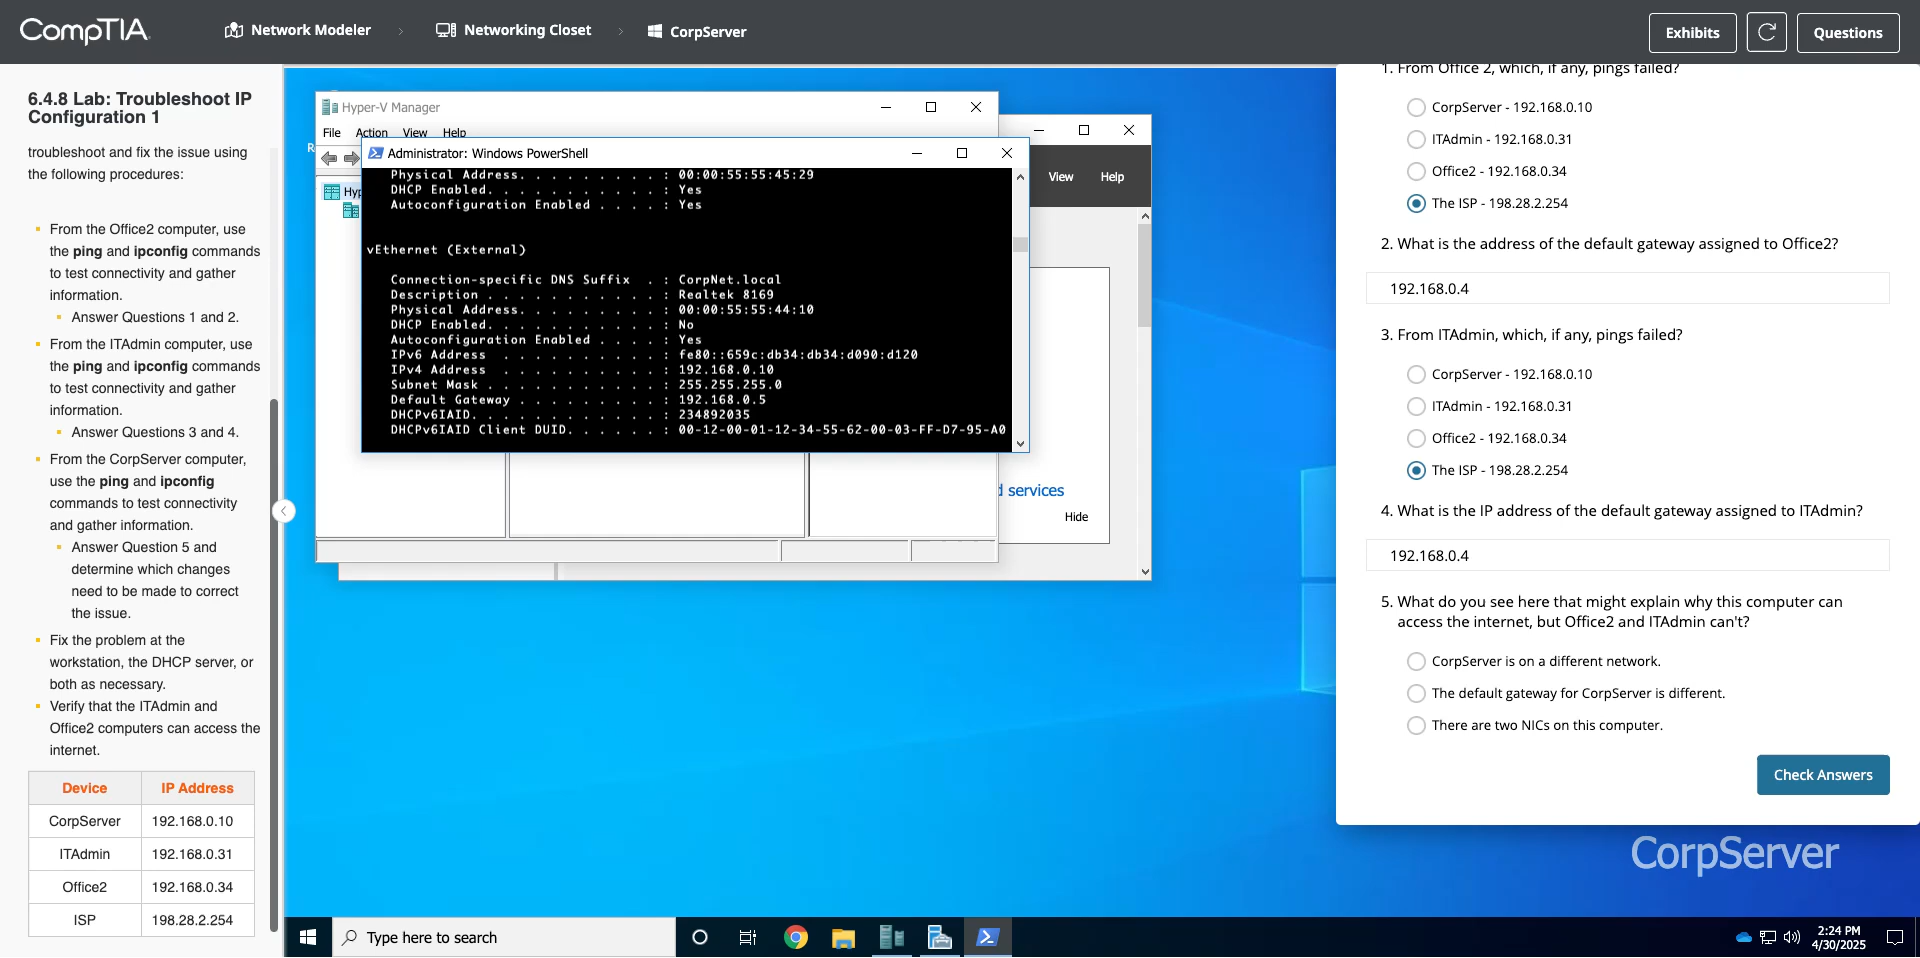 CompTIA.
Network Modeler
Networking Closet
CorpServer
Exhibits
Questions
6.4.8 Lab: Troubleshoot IP
Configuration 1
troubleshoot and fix the issue using
the following procedures:
From the Office2 computer, use
the ping and ipconfig commands
to test connectivity and gather
information.
Answer Questions 1 and 2.
From the ITAdmin computer, use
the ping and ipconfig commands
to test connectivity and gather
information.
Answer Questions 3 and 4.
From the CorpServer computer,
use the ping and ipconfig
commands to test connectivity
and gather information.
Answer Question 5 and
determine which changes
need to be made to correct
the issue.
Fix the problem at the
workstation, the DHCP server, or
both as necessary.
Verify that the ITAdmin and
Office2 computers can access the
internet.
Device IP Address
CorpServer 192.168.0.10
ITAdmin 192.168.0.31
Office2 192.168.0.34
ISP 198.28.2.254
Hyper-V Manager
File Action View Help
Hyp
Administrator: Windows PowerShell
Physical Address. . . . . . . . . : 00:00:55:55:45:29
DHCP Enabled. . . . . . . . . . . : Yes
Autoconfiguration Enabled . . . . : Yes
vEthernet (External)
Connection-specific DNS Suffix  . : CorpNet.local
Description . . . . . . . . . . . : Realtek 8169
Physical Address. . . . . . . . . : 00:00:55:55:44:10
DHCP Enabled. . . . . . . . . . . : No
Autoconfiguration Enabled . . . . : Yes
IPv6 Address  . . . . . . . . . . : fe80::659c:db34:db34:d090:d120
IPv4 Address  . . . . . . . . . . : 192.168.0.10
Subnet Mask . . . . . . . . . . . : 255.255.255.0
Default Gateway . . . . . . . . . : 192.168.0.5
DHCPv6IAID. . . . . . . . . . . . : 234892035
DHCPv6IAID Client DUID. . . . . . : 00-12-00-01-12-34-55-62-00-03-FF-D7-95-A0
View Help
d services
Hide
1. From Office 2, which, if any, pings failed?
CorpServer - 192.168.0.10
ITAdmin - 192.168.0.31
Office2 - 192.168.0.34
The ISP - 198.28.2.254
2. What is the address of the default gateway assigned to Office2?
192.168.0.4
3. From ITAdmin, which, if any, pings failed?
CorpServer - 192.168.0.10
ITAdmin - 192.168.0.31
Office2 - 192.168.0.34
The ISP - 198.28.2.254
4. What is the IP address of the default gateway assigned to ITAdmin?
192.168.0.4
5. What do you see here that might explain why this computer can
access the internet, but Office2 and ITAdmin can't?
CorpServer is on a different network.
The default gateway for CorpServer is different.
There are two NICs on this computer.
Check Answers
CorpServer
Type here to search
2:24 PM
4/30/2025